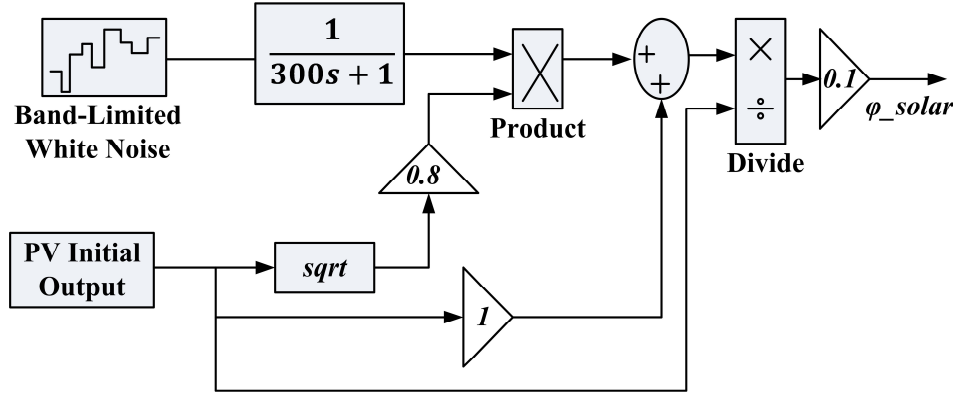 1
300s + 1
Band-Limited
White Noise
Product
+
+
×
÷
Divide
0.1
φ_solar
0.8
PV Initial
Output
sqrt
1